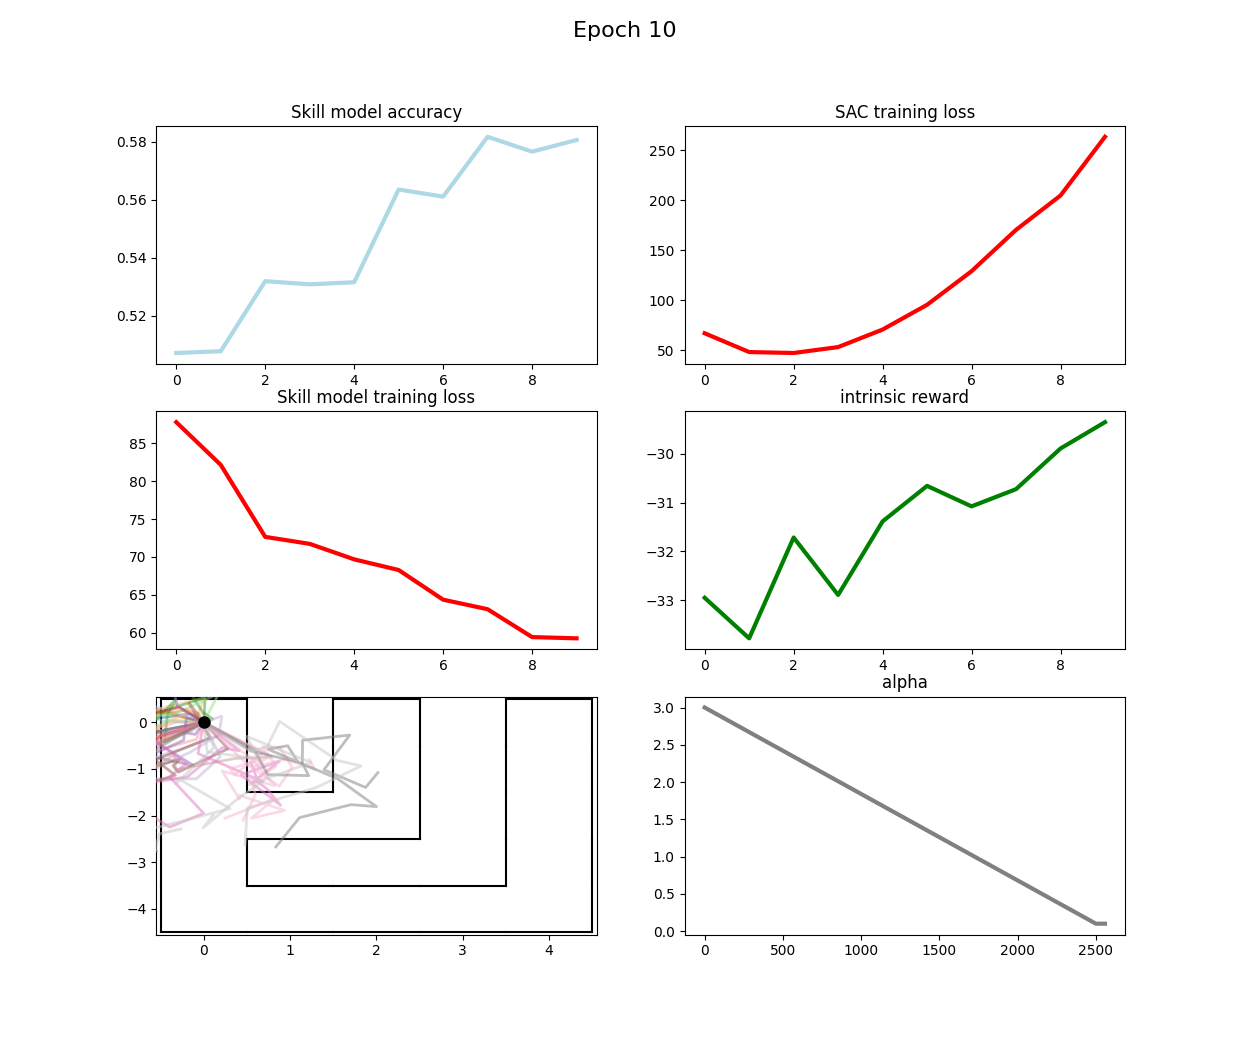 Epoch 10
Skill model accuracy
0.58
0.56
0.54
0.52
0 2 4 6 8
SAC training loss
250
200
150
100
50
0 2 4 6 8
Skill model training loss
85
80
75
70
65
60
0 2 4 6 8
intrinsic reward
−30
−31
−32
−33
0 2 4 6 8
0
−1
−2
−3
−4
0 1 2 3 4
alpha
3.0
2.5
2.0
1.5
1.0
0.5
0.0
0 500 1000 1500 2000 2500